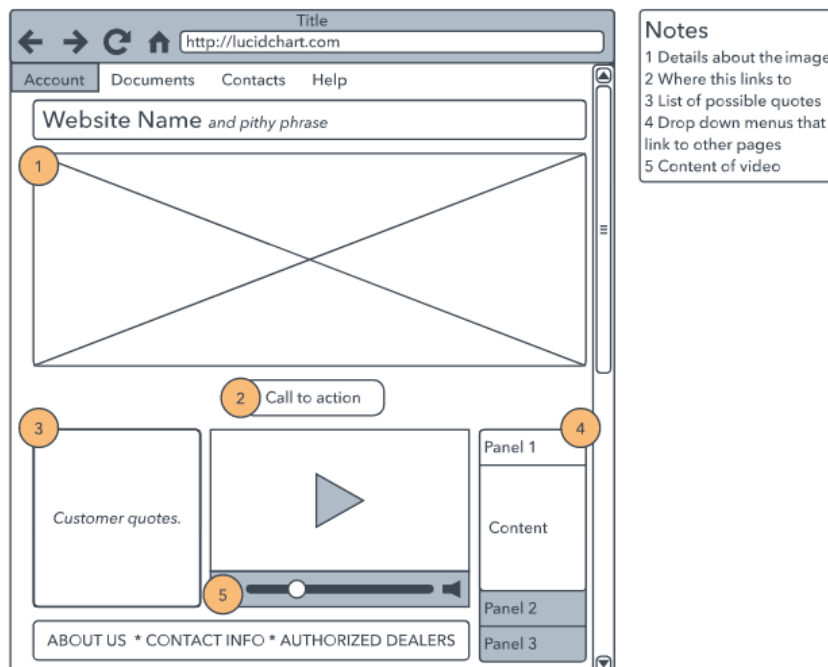 Title
http://lucidchart.com
Account Documents Contacts Help
Website Name and pithy phrase
1
2 Call to action
3
Customer quotes.
5
4
Panel 1
Content
Panel 2
Panel 3
ABOUT US * CONTACT INFO * AUTHORIZED DEALERS
Notes
1 Details about the image
2 Where this links to
3 List of possible quotes
4 Drop down menus that
link to other pages
5 Content of video